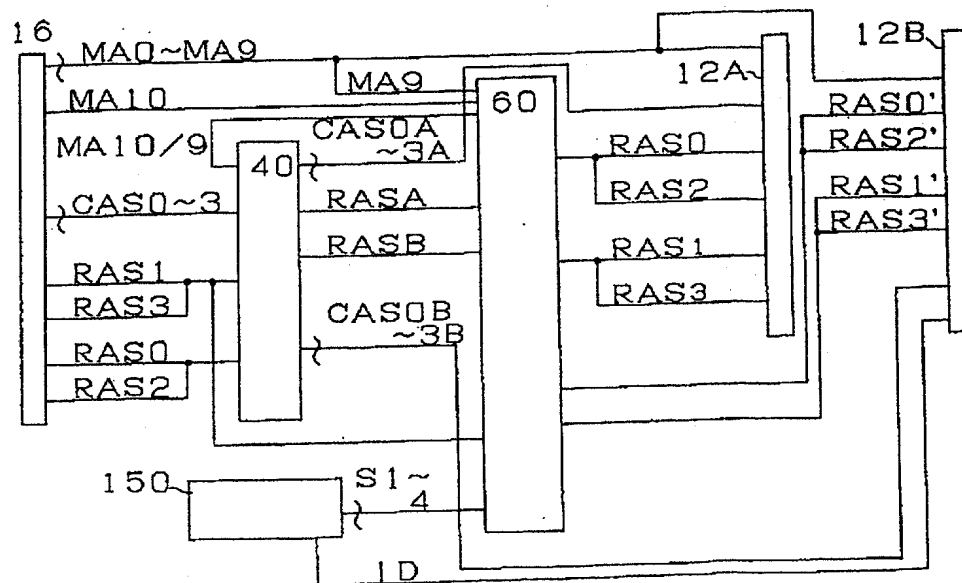 16
MA0~MA9
MA9
MA10
MA10/9
60
12A
12B
CAS0A
~3A
40
RAS0
RAS2
RAS0'
RAS2'
CAS0~3
RASA
RASB
RAS1'
RAS3'
RAS1
RAS3
RAS1
RAS3
CAS0B
~3B
RAS0
RAS2
150
S1~
4
ID